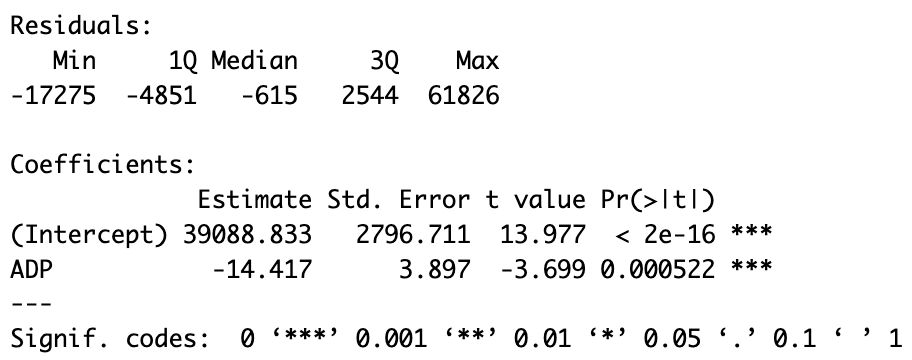 Residuals:
   Min     1Q Median     3Q    Max
-17275  -4851   -615   2544  61826

Coefficients:
             Estimate Std. Error t value Pr(>|t|)
(Intercept) 39088.833   2796.711  13.977  < 2e-16 ***
ADP           -14.417      3.897  -3.699 0.000522 ***
---
Signif. codes:  0 ‘***’ 0.001 ‘**’ 0.01 ‘*’ 0.05 ‘.’ 0.1 ‘ ’ 1